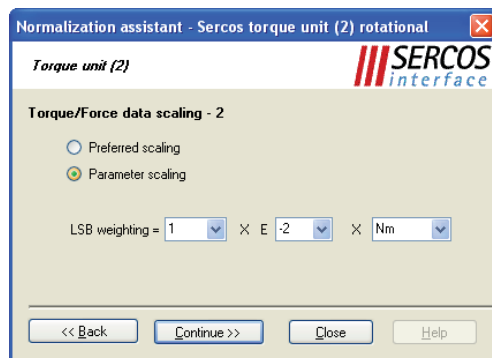 Normalization assistant - Sercos torque unit (2) rotational
Torque unit (2)
SERCOS
interface
Torque/Force data scaling - 2
Preferred scaling
Parameter scaling
LSB weighting = 1 X E -2 X Nm
<< Back Continue >> Close Help